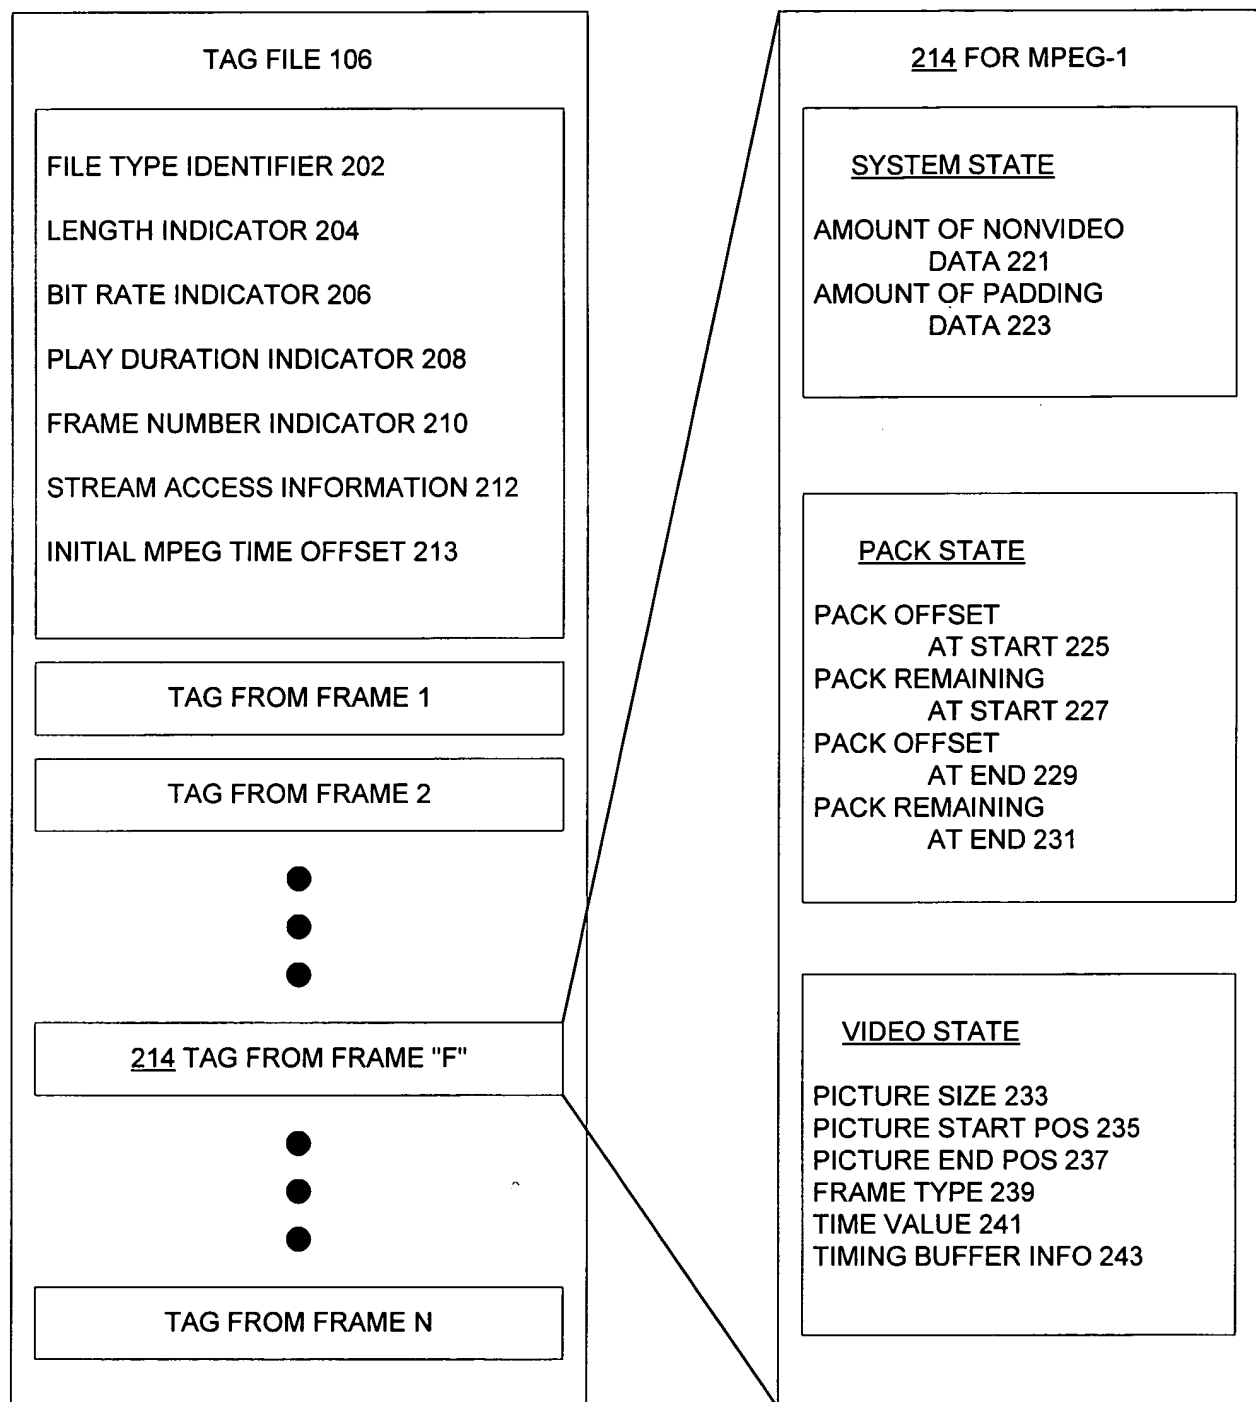 TAG FILE 106
FILE TYPE IDENTIFIER 202
LENGTH INDICATOR 204
BIT RATE INDICATOR 206
PLAY DURATION INDICATOR 208
FRAME NUMBER INDICATOR 210
STREAM ACCESS INFORMATION 212
INITIAL MPEG TIME OFFSET 213
TAG FROM FRAME 1
TAG FROM FRAME 2
214 TAG FROM FRAME "F"
TAG FROM FRAME N
214 FOR MPEG-1
SYSTEM STATE
AMOUNT OF NONVIDEO
DATA 221
AMOUNT OF PADDING
DATA 223
PACK STATE
PACK OFFSET
AT START 225
PACK REMAINING
AT START 227
PACK OFFSET
AT END 229
PACK REMAINING
AT END 231
VIDEO STATE
PICTURE SIZE 233
PICTURE START POS 235
PICTURE END POS 237
FRAME TYPE 239
TIME VALUE 241
TIMING BUFFER INFO 243